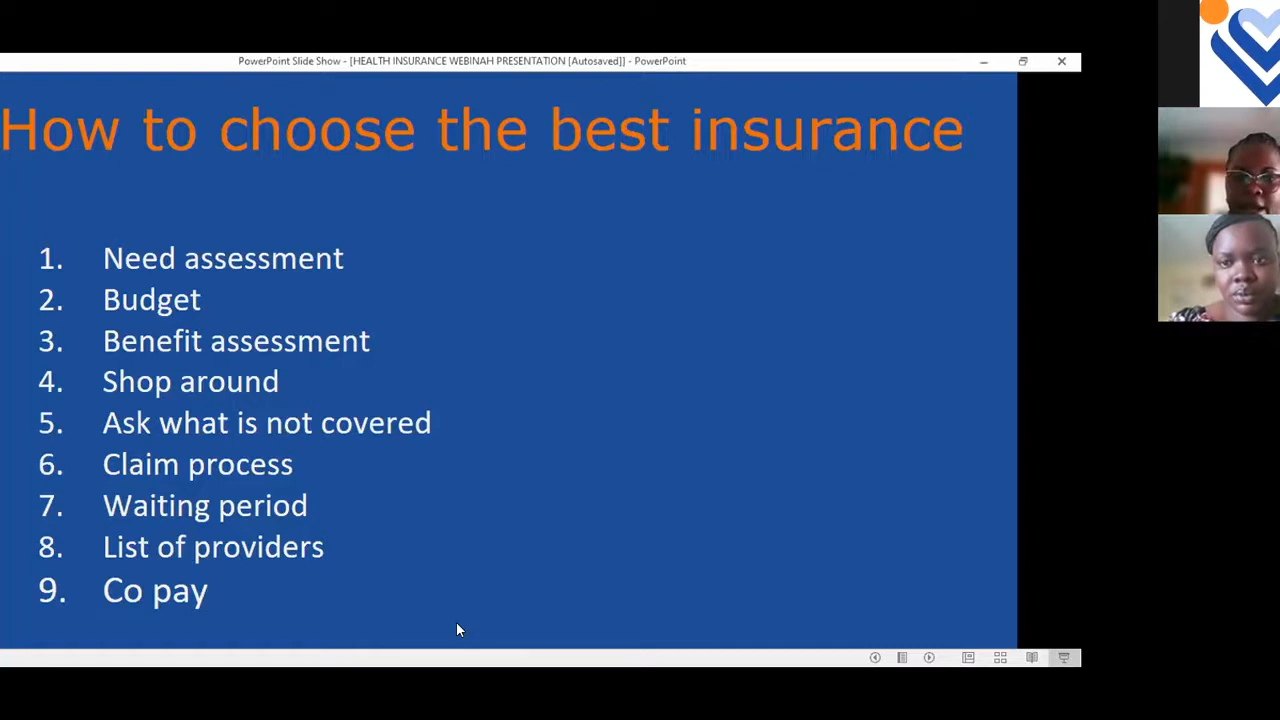 PowerPoint Slide Show - [HEALTH INSURANCE WEBINAH PRESENTATION [Autosaved]] - PowerPoint
How to choose the best insurance
1. Need assessment
2. Budget
3. Benefit assessment
4. Shop around
5. Ask what is not covered
6. Claim process
7. Waiting period
8. List of providers
9. Co pay